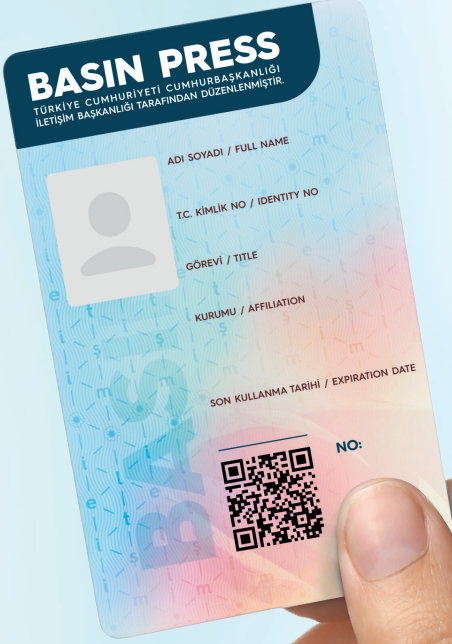 BASIN PRESS
TÜRKİYE CUMHURİYETİ CUMHURBAŞKANLIĞI
İLETİŞİM BAŞKANLIĞI TARAFINDAN DÜZENLENMİŞTİR.
ADI SOYADI / FULL NAME
T.C. KİMLİK NO / IDENTITY NO
GÖREVİ / TITLE
KURUMU / AFFILIATION
SON KULLANMA TARİHİ / EXPIRATION DATE
NO:
BASIN